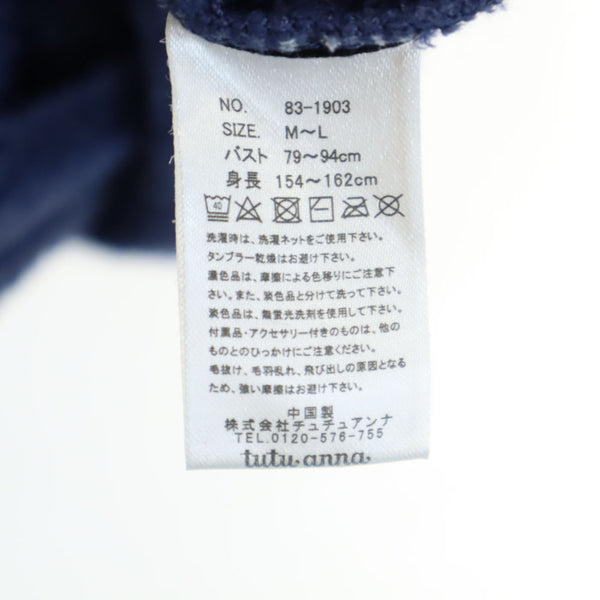 NO. 83-1903
SIZE. M～L
バスト 79～94cm
身長 154～162cm
40
洗濯時は、洗濯ネットをご使用下さい。
タンブラー乾燥はお避け下さい。
濃色品は、摩擦による色移りにご注意下
さい。また、淡色品と分けて洗って下さい。
淡色品は、無蛍光洗剤を使用して下さい。
付属品・アクセサリー付きのものは、他の
ものとのひっかけにご注意ください。
毛抜け、毛羽乱れ、飛び出しの原因となる
ため、強い摩擦はお避け下さい。
中国製
株式会社チュチュアンナ
TEL.0120-576-755
tutu anna